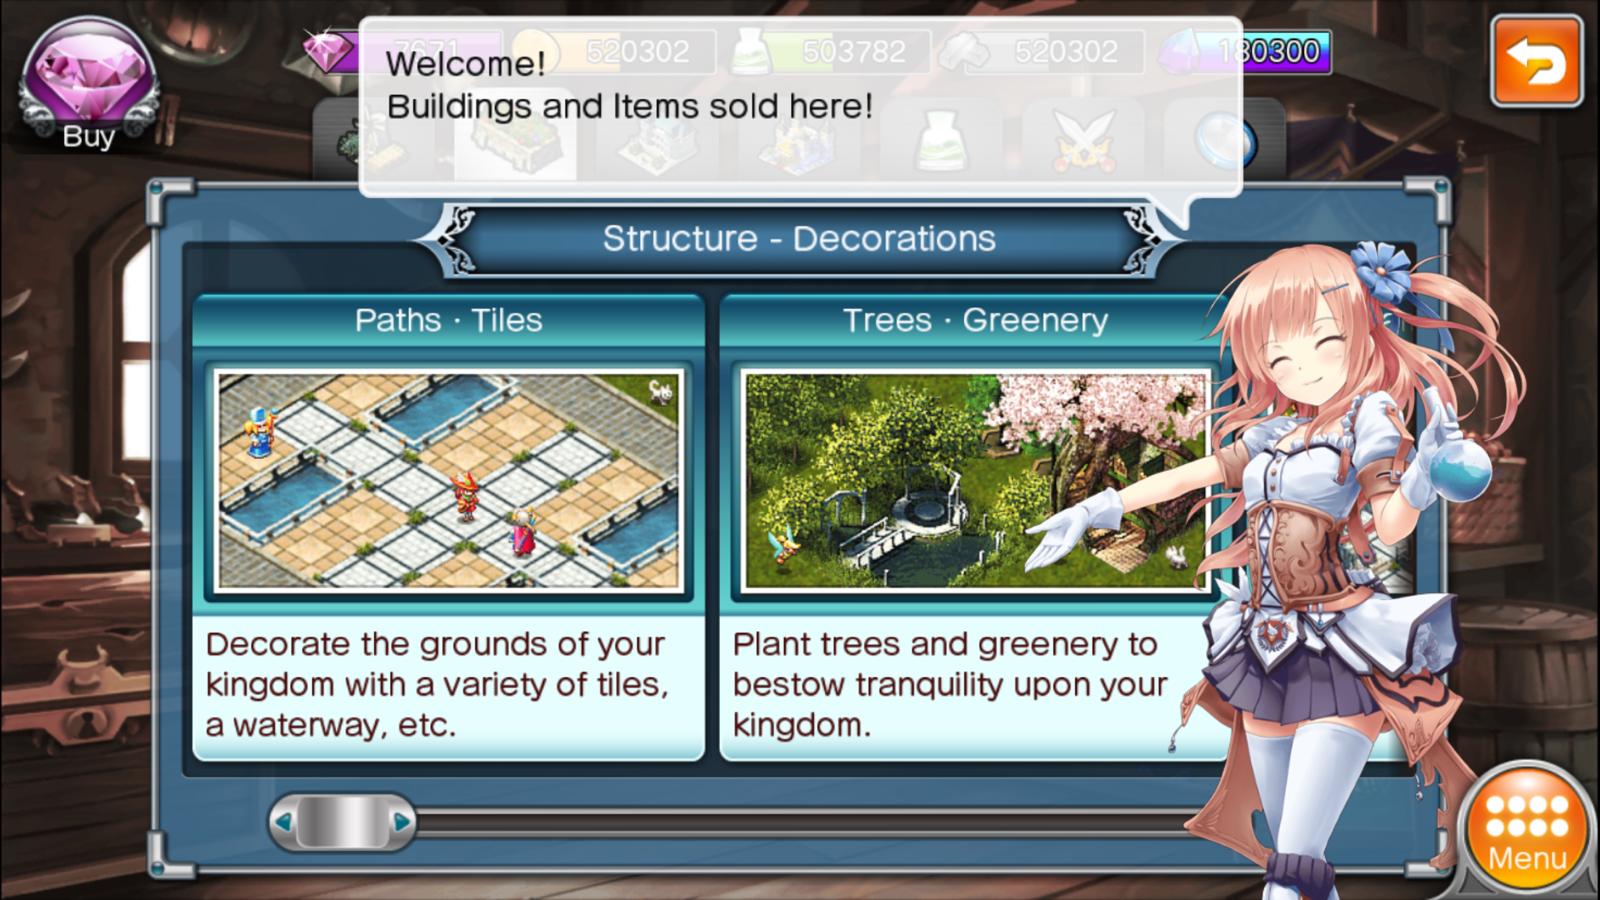 Buy
7671
520302
503782
520302
180300
Welcome!
Buildings and Items sold here!
Structure - Decorations
Paths · Tiles
Trees · Greenery
Decorate the grounds of your
kingdom with a variety of tiles,
a waterway, etc.
Plant trees and greenery to
bestow tranquility upon your
kingdom.
Menu